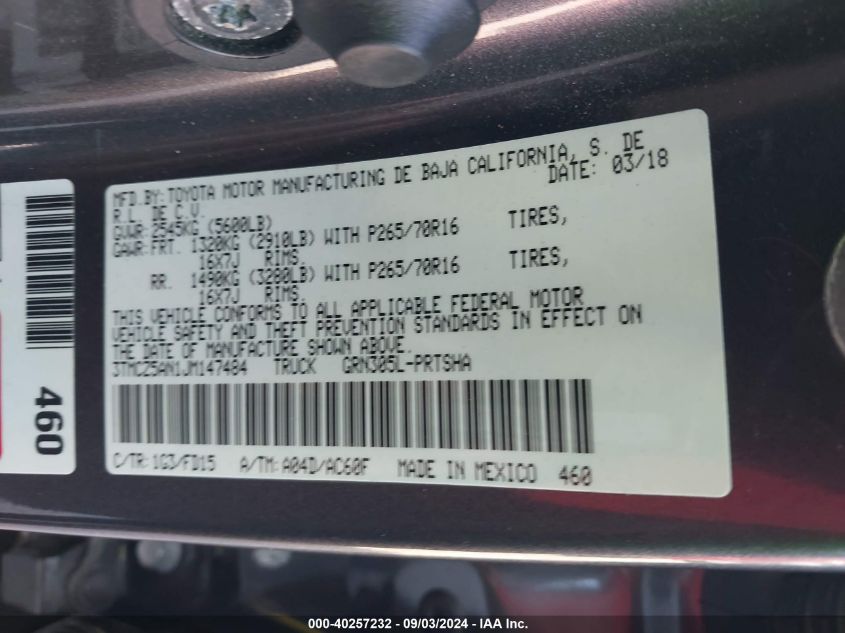 MFD.BY:TOYOTA MOTOR MANUFACTURING DE BAJA CALIFORNIA, S. DE
R.L. DE C.V. DATE: 03/18
GVWR:2545KG (5600LB)
GAWR:FRT. 1320KG (2910LB) WITH P265/70R16 TIRES,
16X7J RIMS.
RR. 1490KG (3280LB) WITH P265/70R16 TIRES,
16X7J RIMS.
THIS VEHICLE CONFORMS TO ALL APPLICABLE FEDERAL MOTOR
VEHICLE SAFETY AND THEFT PREVENTION STANDARDS IN EFFECT ON
THE DATE OF MANUFACTURE SHOWN ABOVE.
3TMCZ5AN1JM147484 TRUCK GRN305L-PRTSHA
C/TR:1G3/FD15 A/TM:A04D/AC60F MADE IN MEXICO 460
460
000-40257232 - 09/03/2024 - IAA Inc.